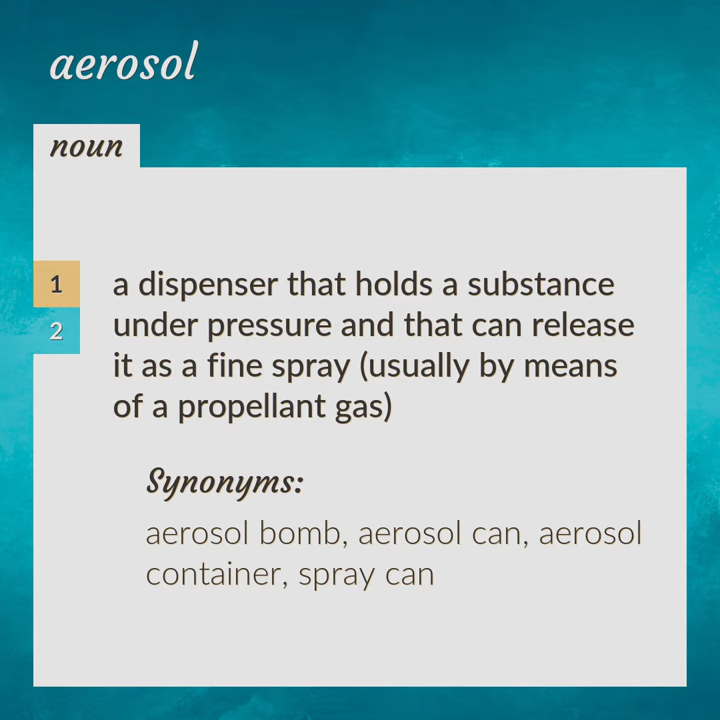 aerosol
noun
1
2
a dispenser that holds a substance
under pressure and that can release
it as a fine spray (usually by means
of a propellant gas)
Synonyms:
aerosol bomb, aerosol can, aerosol
container, spray can